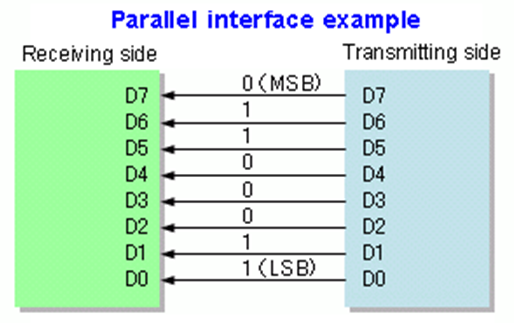 Parallel interface example
Receiving side Transmitting side
0(MSB)
D7 D7
1
D6 D6
1
D5 D5
0
D4 D4
0
D3 D3
0
D2 D2
1
D1 D1
1(LSB)
D0 D0